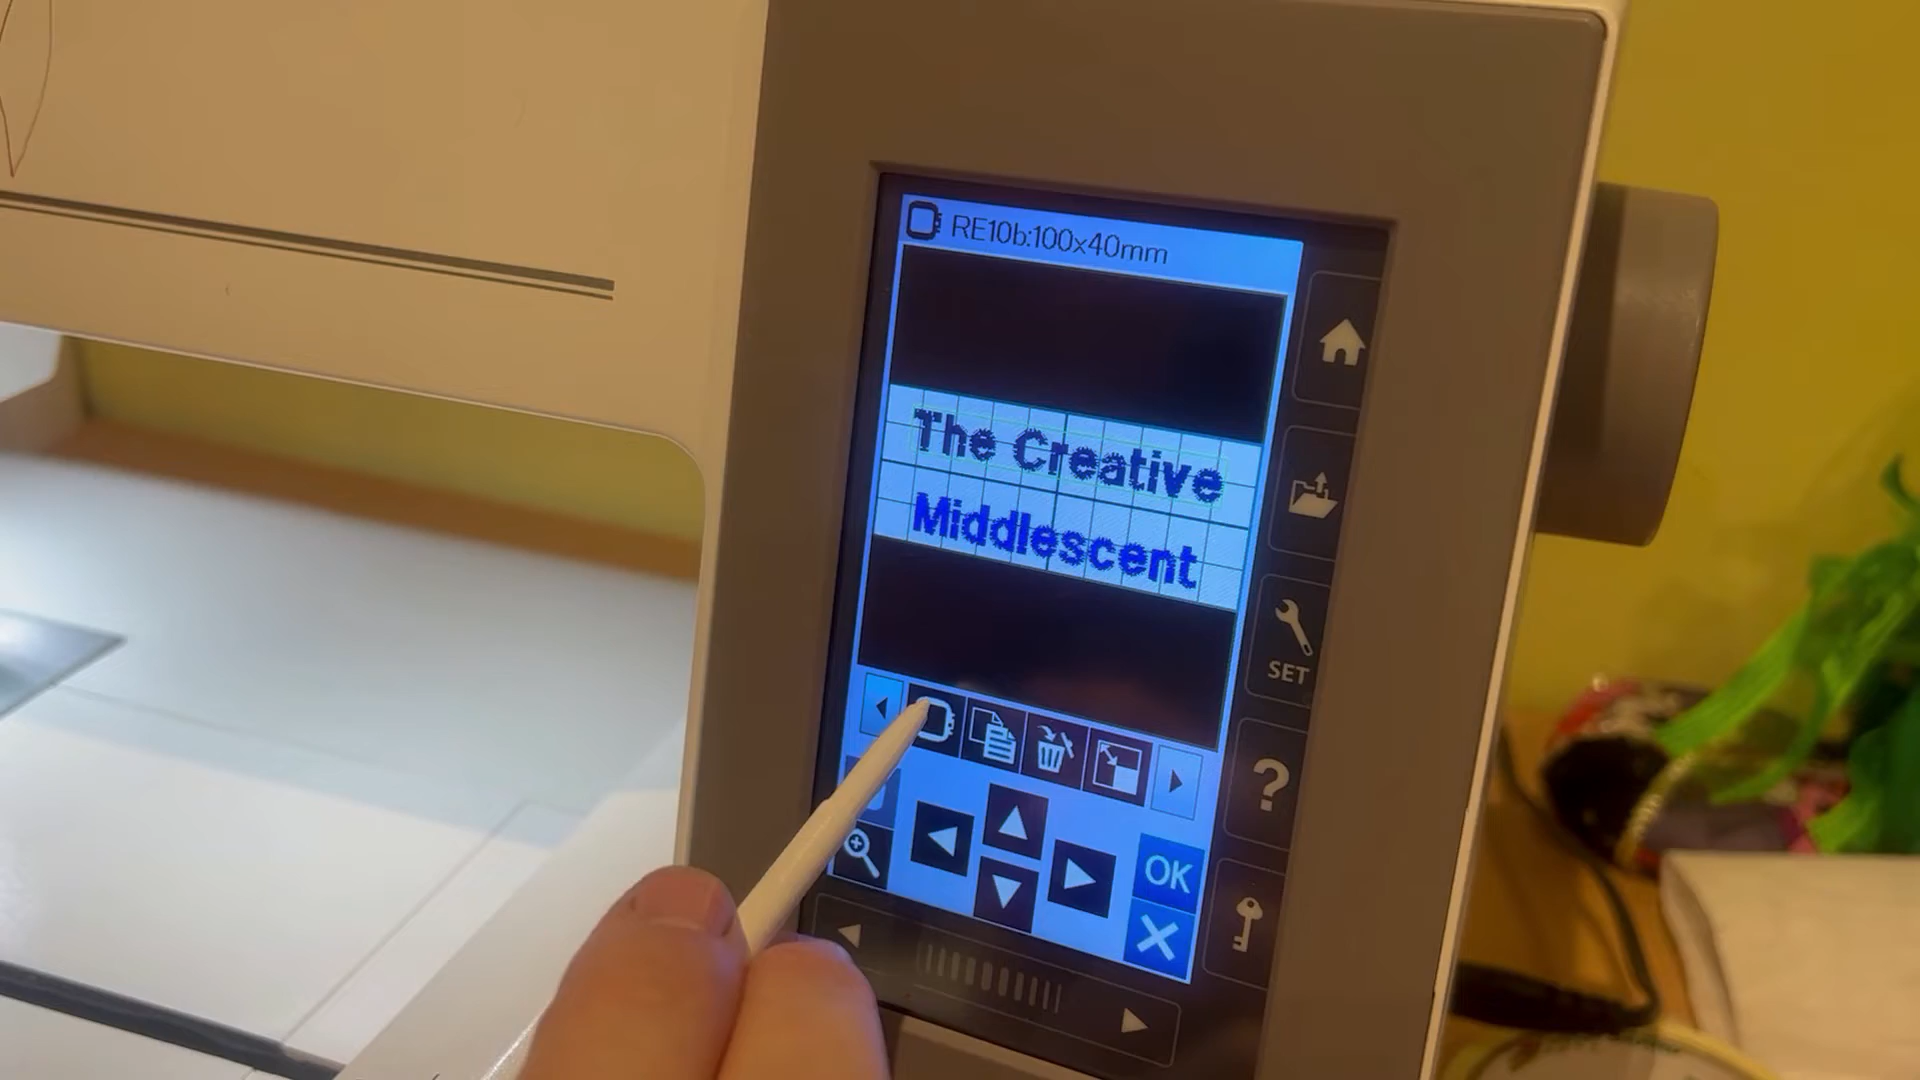 RE10b:100x40mm
The Creative
Middlescent
SET
?
OK